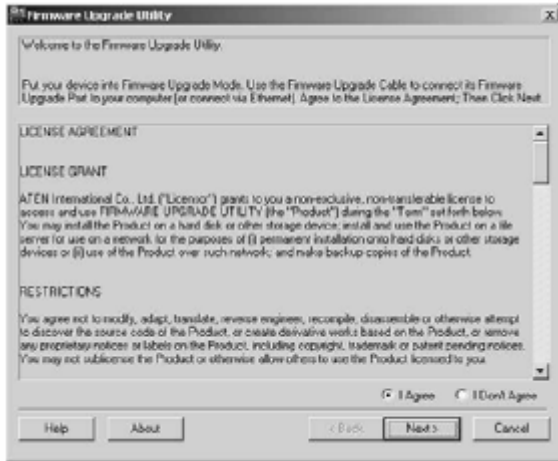 Firmware Upgrade Utility
Welcome to the Firmware Upgrade Utility.
Put your device into Firmware Upgrade Mode. Use the Firmware Upgrade Cable to connect its Firmware
Upgrade Port to your computer (or connect via Ethernet). Agree to the License Agreement; Then Click Next.
LICENSE AGREEMENT
LICENSE GRANT
ATEN International Co., Ltd. ("Licensor") grants to you a non-exclusive, non-transferable license to
access and use FIRMWARE UPGRADE UTILITY (the "Product") during the "Term" set forth below.
You may install the Product on a hard disk or other storage device; install and use the Product on a file
server for use on a network for the purposes of (i) permanent installation onto hard disks or other storage
devices or (ii) use of the Product over such network; and make backup copies of the Product.
RESTRICTIONS
You agree not to modify, adapt, translate, reverse engineer, recompile, disassemble or otherwise attempt
to discover the source code of the Product, or create derivative works based on the Product, or remove
any proprietary notices or labels on the Product, including copyright, trademark or patent pending notices.
You may not sublicense the Product or otherwise allow others to use the Product licensed to you.
I Agree I Don't Agree
Help About < Back Next > Cancel